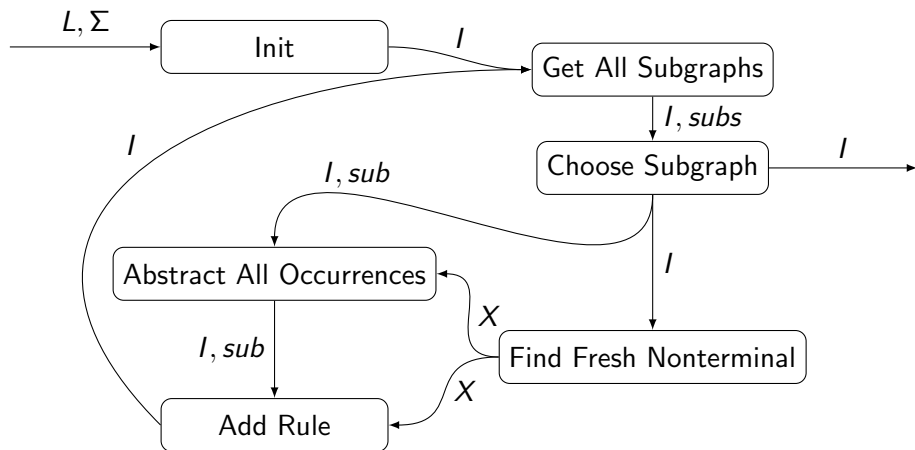 L, Σ
Init
I
Get All Subgraphs
I, subs
I
Choose Subgraph
I
I, sub
Abstract All Occurrences
I
X
I, sub
Find Fresh Nonterminal
X
Add Rule